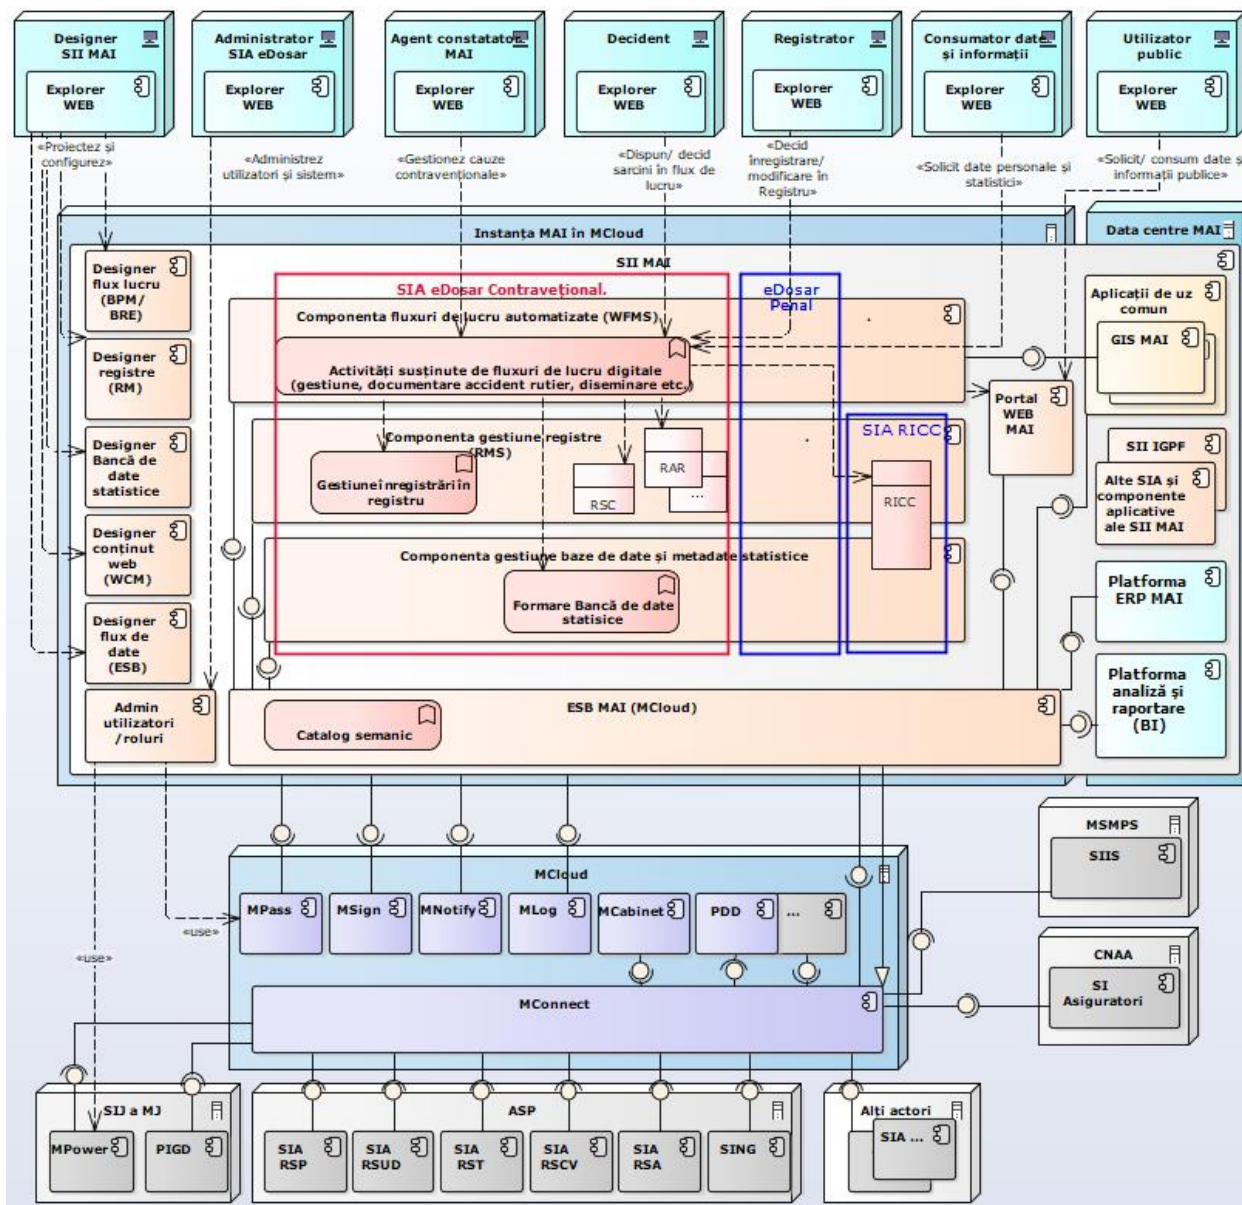 Designer
SII MAI
Explorer
WEB
Administrator
SIA eDosar
Explorer
WEB
Agent constatator
MAI
Explorer
WEB
Decident
Explorer
WEB
Registrator
Explorer
WEB
Consumator date
și informații
Explorer
WEB
Utilizator
public
Explorer
WEB
«Proiectez și
configurez»
«Administrez
utilizatori și sistem»
«Gestionez cauze
contravenționale»
«Dispun/ decid
sarcini în flux de
lucru»
«Decid
înregistrare/
modificare în
Registru»
«Solicit date personale și
statistici»
«Solicit/ consum date și
informații publice»
Instanța MAI în MCloud
Data centre MAI
SII MAI
Designer
flux lucru
(BPM/
BRE)
Designer
registre
(RM)
Designer
Bancă de
date
statistice
Designer
conținut
web
(WCM)
Designer
flux de
date
(ESB)
Admin
utilizatori
/roluri
SIA eDosar Contravețional.
eDosar
Penal
Componenta fluxuri de lucru automatizate (WFMS)
Activități susținute de fluxuri de lucru digitale
(gestiune, documentare accident rutier, diseminare etc.)
Componenta gestiune registre
(RMS)
Gestiune înregistrări în
registru
RSC
RAR
...
SIA RICC
RICC
Componenta gestiune baze de date și metadate statistice
Formare Bancă de date
statisice
Portal
WEB
MAI
Aplicații de uz
comun
GIS MAI
SII IGPF
Alte SIA și
componente
aplicative
ale SII MAI
Platforma
ERP MAI
Platforma
analiză și
raportare
(BI)
ESB MAI (MCloud)
Catalog semanic
MCloud
MPass
MSign
MNotify
MLog
MCabinet
PDD
...
«use»
«use»
MConnect
MSMPS
SIIS
CNAA
SI
Asiguratori
SIJ a MJ
MPower
PIGD
ASP
SIA
RSP
SIA
RSUD
SIA
RST
SIA
RSCV
SIA
RSA
SING
Alți actori
SIA ...